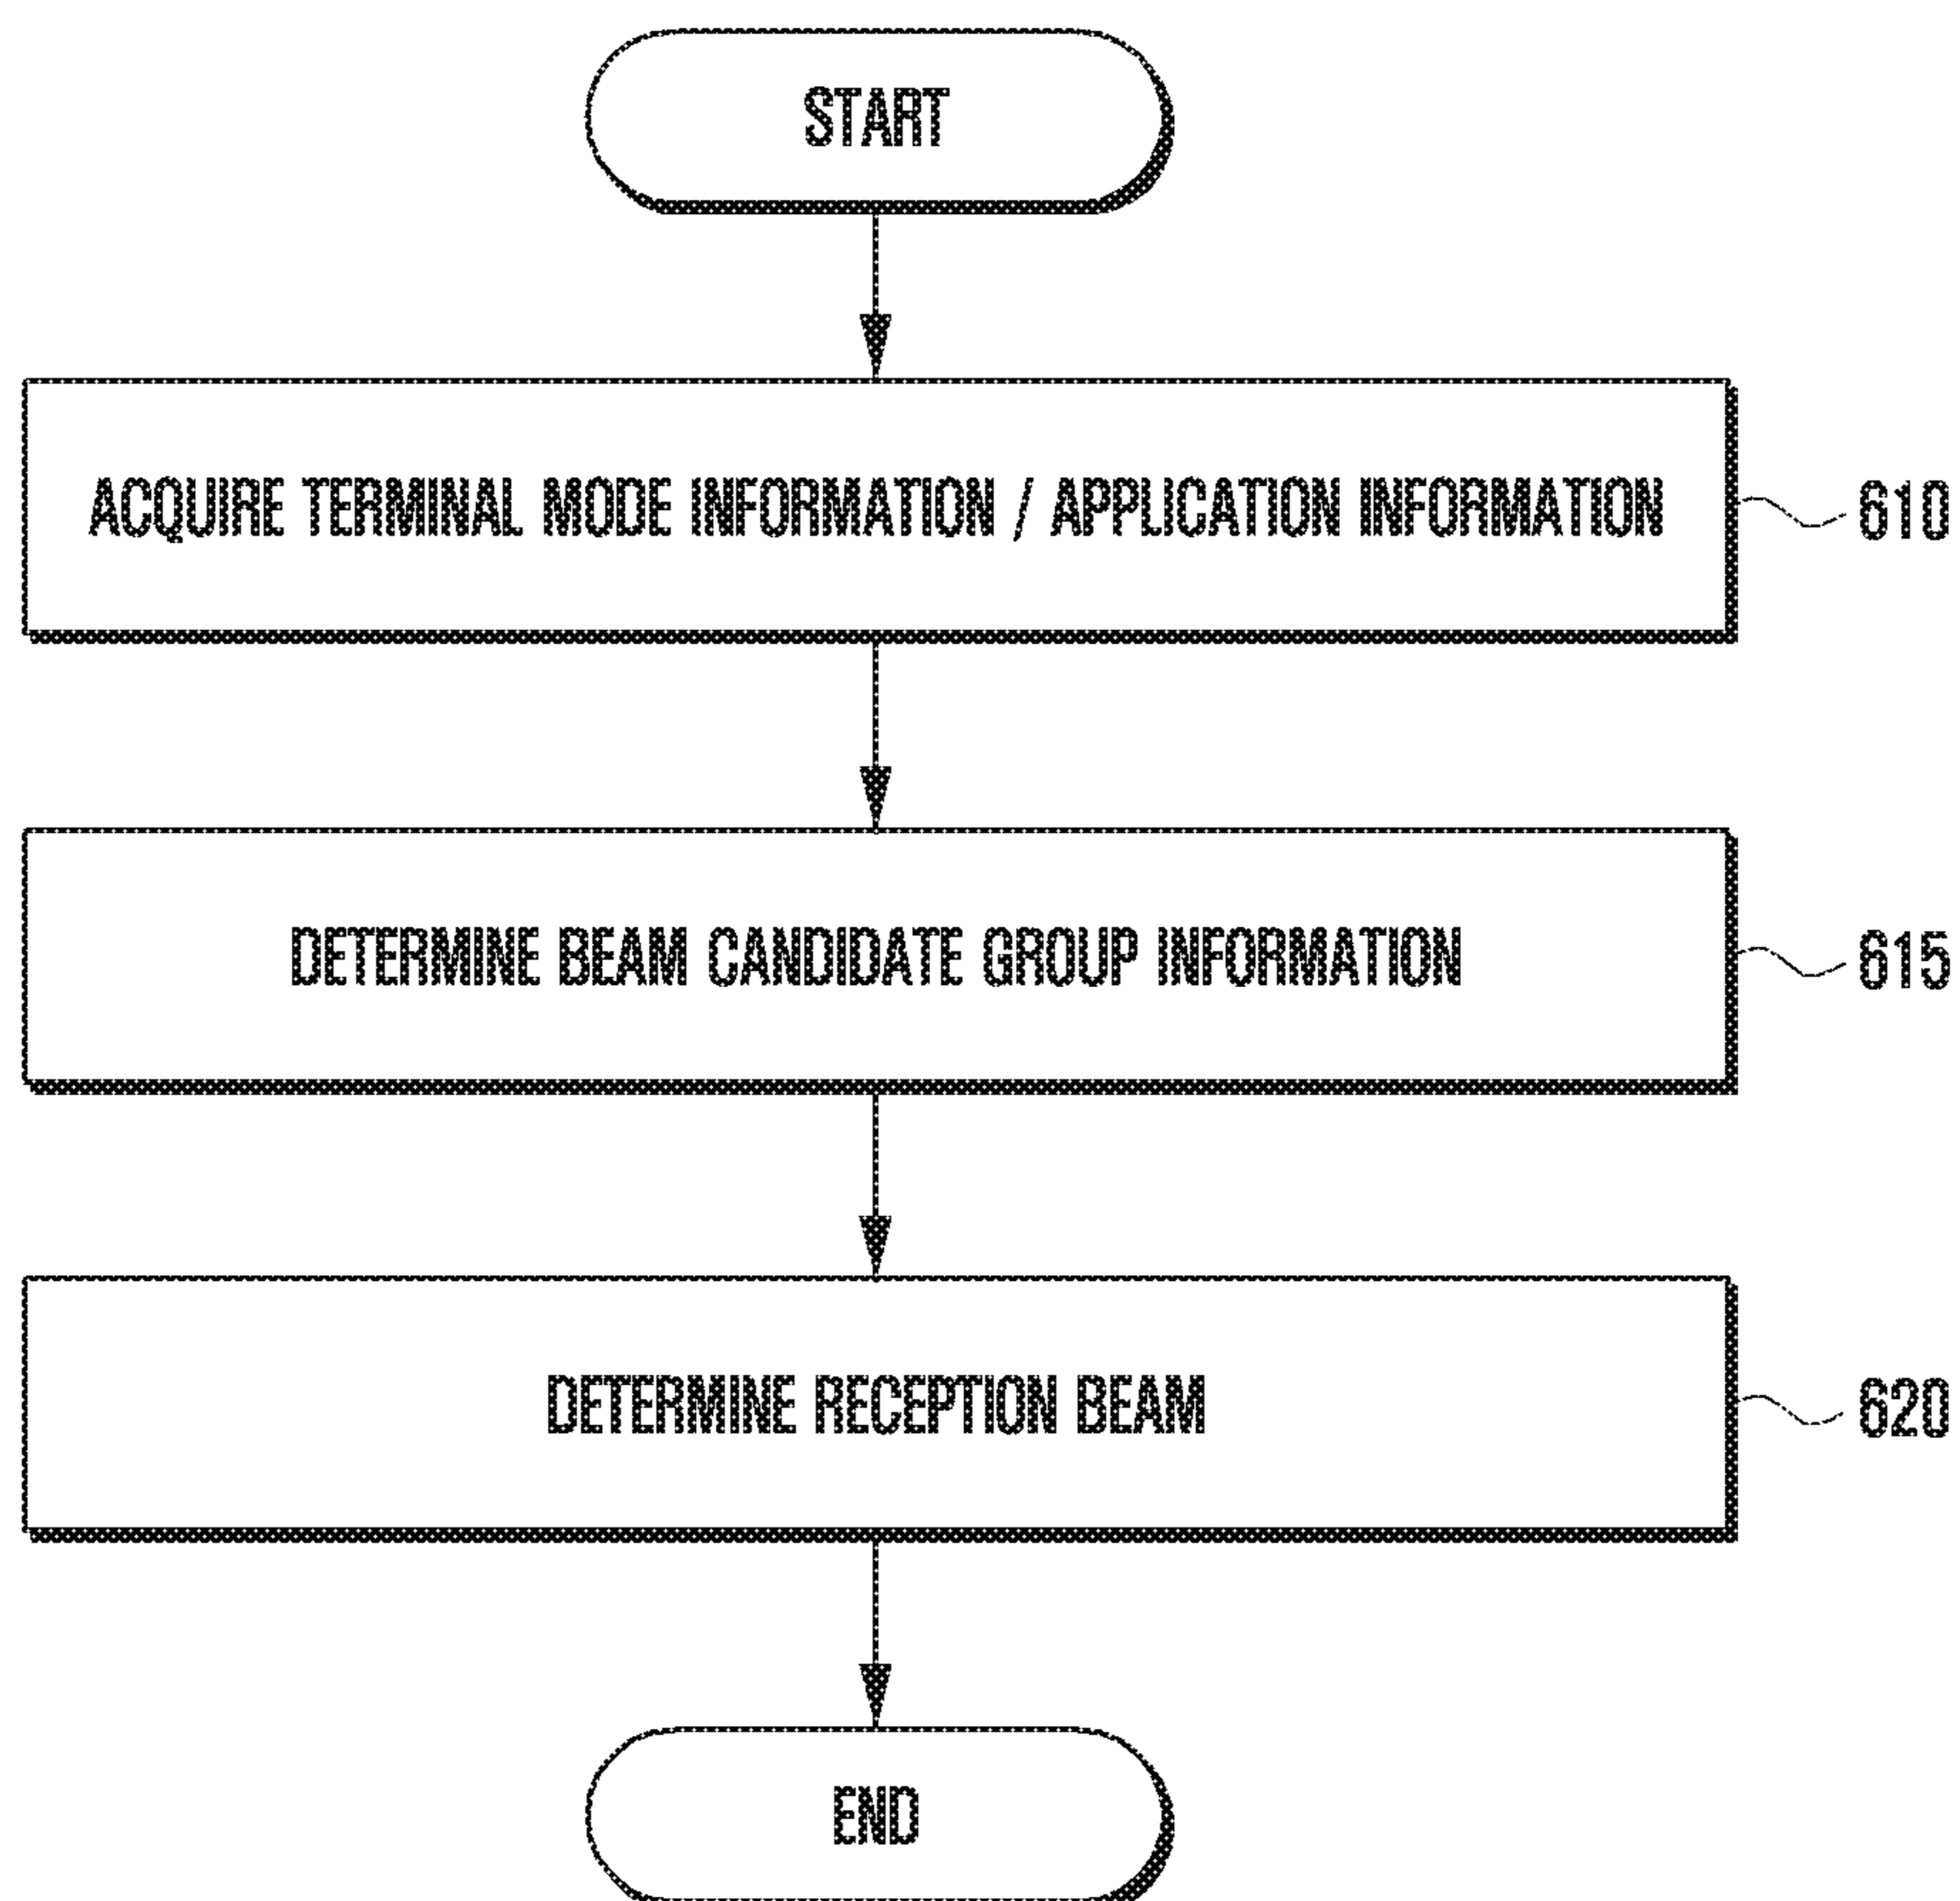 START
ACQUIRE TERMINAL MODE INFORMATION / APPLICATION INFORMATION
610
DETERMINE BEAM CANDIDATE GROUP INFORMATION
615
DETERMINE RECEPTION BEAM
620
END